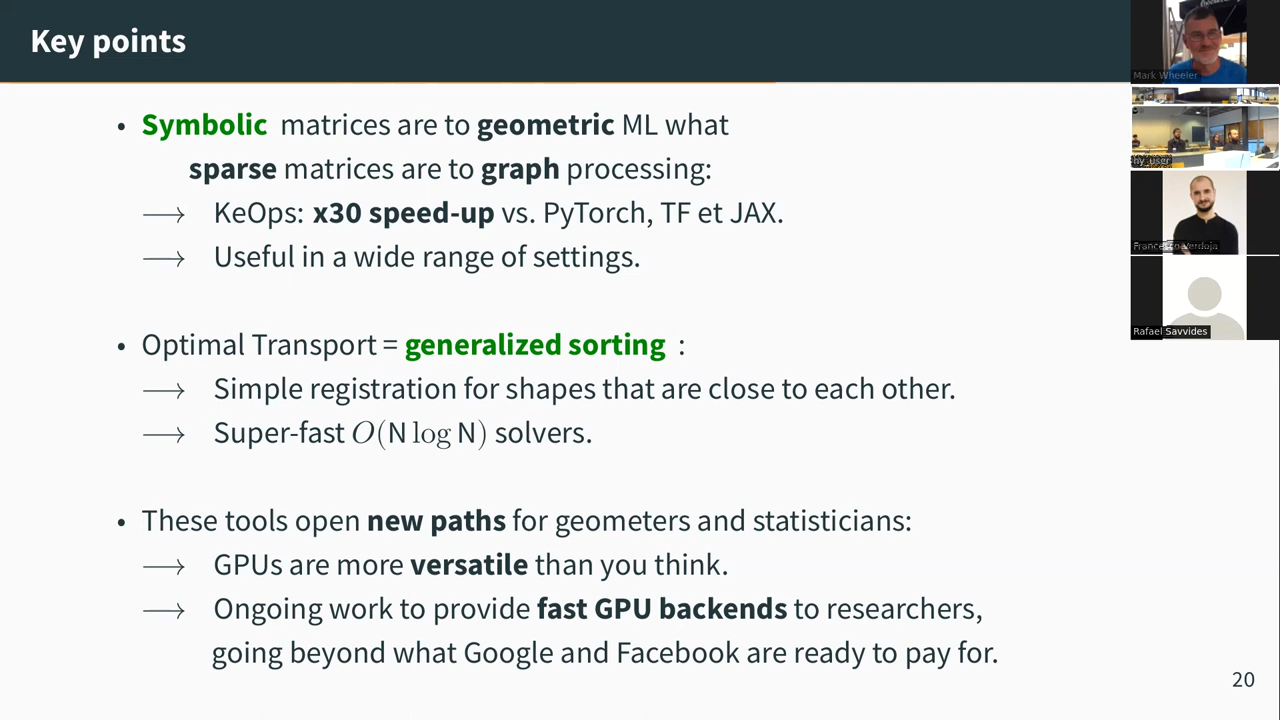 Key points
• Symbolic matrices are to geometric ML what
sparse matrices are to graph processing:
⟶ KeOps: x30 speed-up vs. PyTorch, TF et JAX.
⟶ Useful in a wide range of settings.
• Optimal Transport = generalized sorting :
⟶ Simple registration for shapes that are close to each other.
⟶ Super-fast O(N log N) solvers.
• These tools open new paths for geometers and statisticians:
⟶ GPUs are more versatile than you think.
⟶ Ongoing work to provide fast GPU backends to researchers,
going beyond what Google and Facebook are ready to pay for.
20
Mark Wheeler
hy_user
Francesco Verdoja
Rafael Savvides